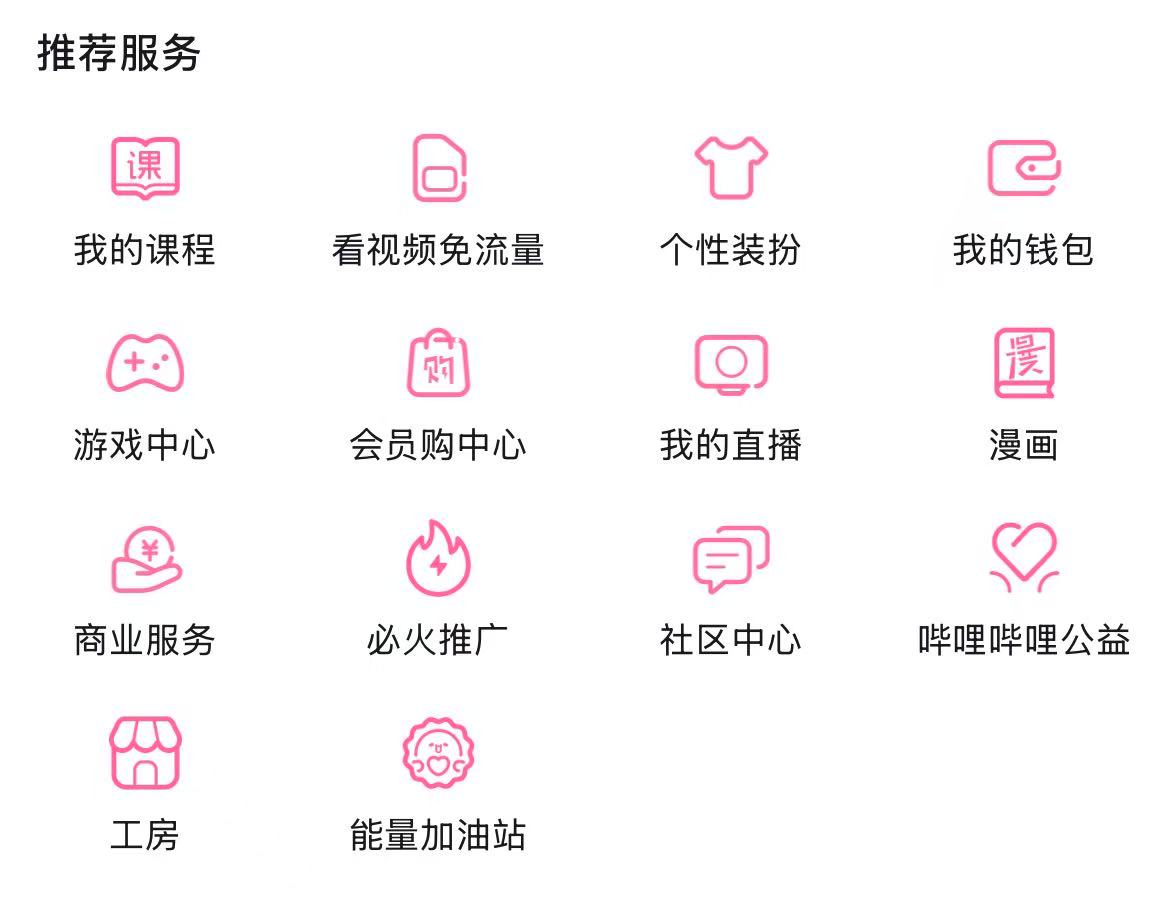 推荐服务
课
我的课程
看视频免流量
个性装扮
我的钱包
游戏中心
购
会员购中心
我的直播
漫
漫画
¥
商业服务
必火推广
社区中心
哔哩哔哩公益
工房
能量加油站